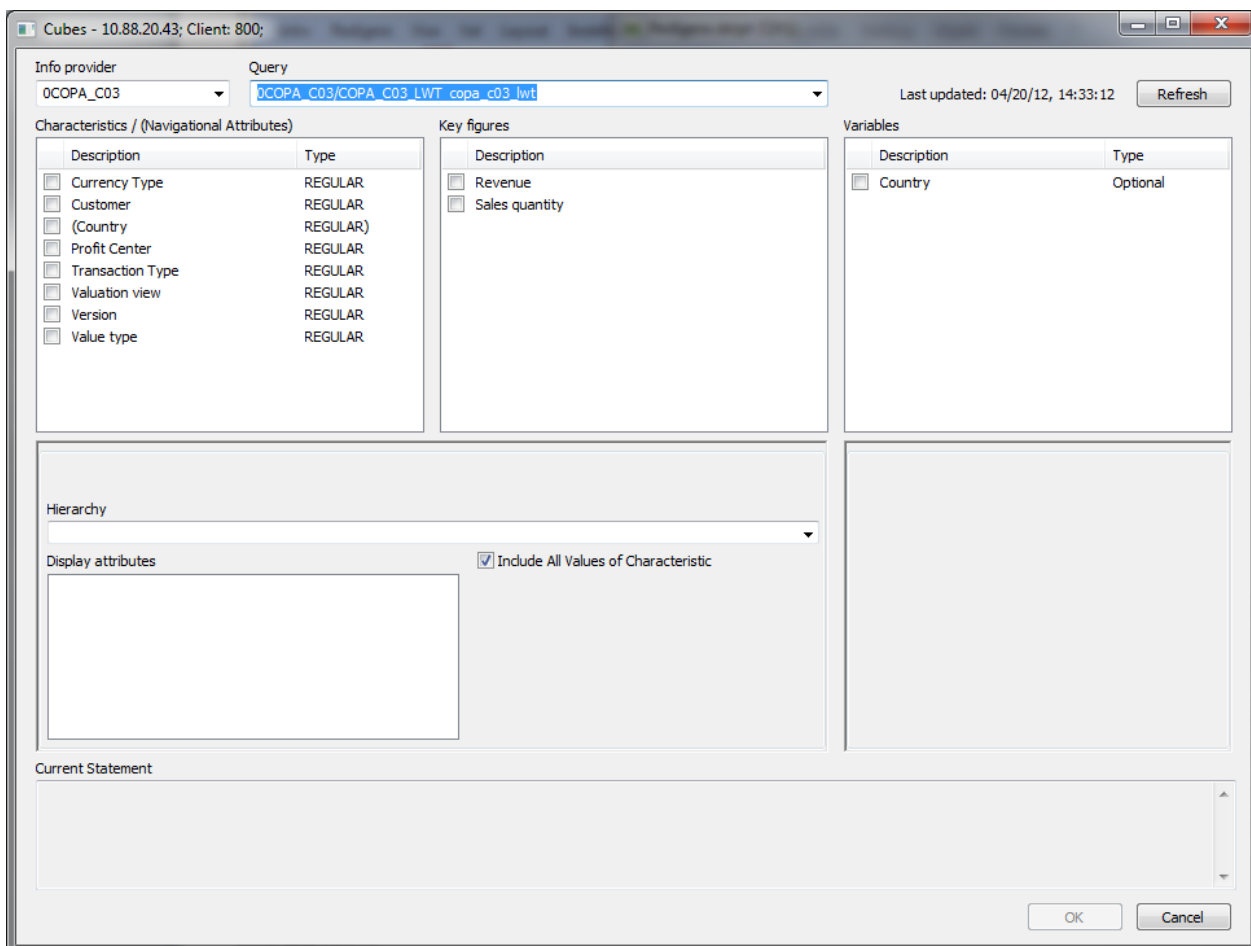 Cubes - 10.88.20.43; Client: 800;
Info provider
Query
0COPA_C03
0COPA_C03/COPA_C03_LWT copa_c03_lwt
Last updated: 04/20/12, 14:33:12
Refresh
Characteristics / (Navigational Attributes)
Key figures
Variables
Description Type
Description
Description Type
Currency Type REGULAR
Revenue
Country Optional
Customer REGULAR
Sales quantity
(Country REGULAR)
Profit Center REGULAR
Transaction Type REGULAR
Valuation view REGULAR
Version REGULAR
Value type REGULAR
Hierarchy
Display attributes
Include All Values of Characteristic
Current Statement
OK
Cancel